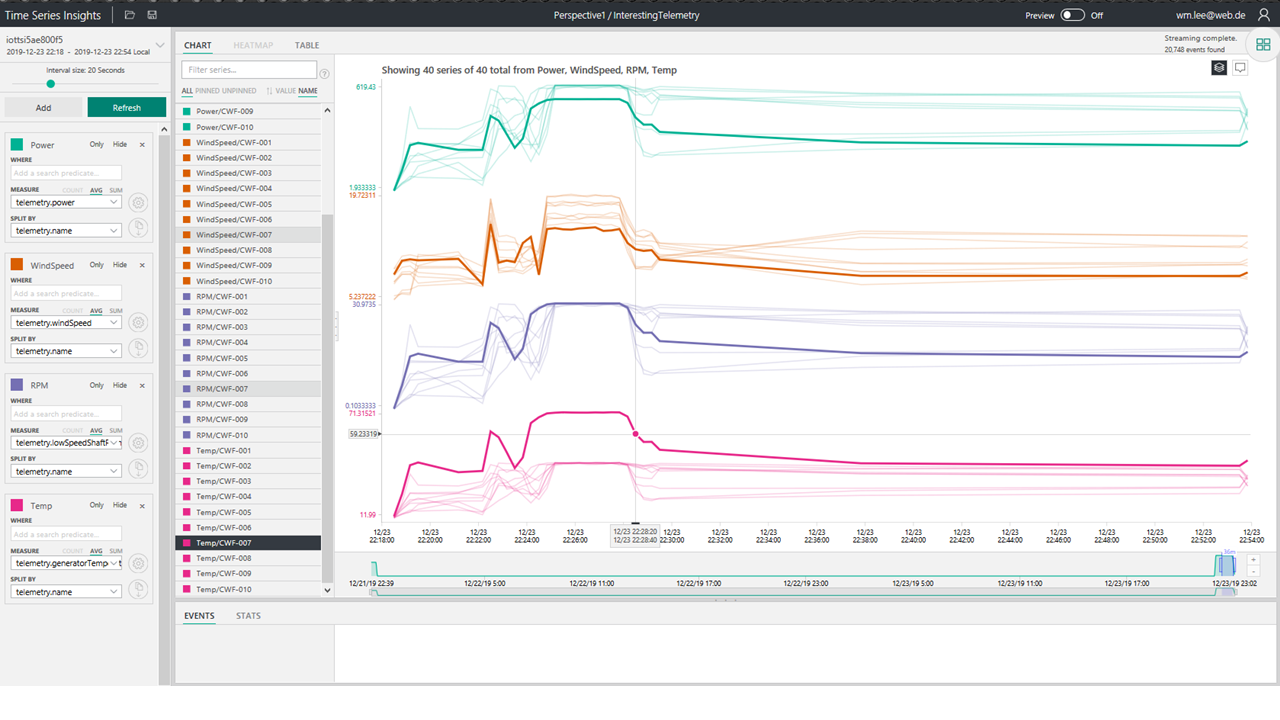 Time Series Insights
Perspective1 / InterestingTelemetry
Preview Off
wm.lee@web.de
iottsi5ae800f5
2019-12-23 22:18 - 2019-12-23 22:54 Local
Interval size: 20 Seconds
Add Refresh
Power Only Hide ×
WHERE
Add a search predicate...
MEASURE COUNT AVG SUM
telemetry.power
SPLIT BY
telemetry.name
WindSpeed Only Hide ×
WHERE
Add a search predicate...
MEASURE COUNT AVG SUM
telemetry.windSpeed
SPLIT BY
telemetry.name
RPM Only Hide ×
WHERE
Add a search predicate...
MEASURE COUNT AVG SUM
telemetry.lowSpeedShaftF
SPLIT BY
telemetry.name
Temp Only Hide ×
WHERE
Add a search predicate...
MEASURE COUNT AVG SUM
telemetry.generatorTemp
SPLIT BY
telemetry.name
CHART HEATMAP TABLE
Streaming complete.
20,748 events found
Filter series...
ALL PINNED UNPINNED VALUE NAME
Power/CWF-009
Power/CWF-010
WindSpeed/CWF-001
WindSpeed/CWF-002
WindSpeed/CWF-003
WindSpeed/CWF-004
WindSpeed/CWF-005
WindSpeed/CWF-006
WindSpeed/CWF-007
WindSpeed/CWF-008
WindSpeed/CWF-009
WindSpeed/CWF-010
RPM/CWF-001
RPM/CWF-002
RPM/CWF-003
RPM/CWF-004
RPM/CWF-005
RPM/CWF-006
RPM/CWF-007
RPM/CWF-008
RPM/CWF-009
RPM/CWF-010
Temp/CWF-001
Temp/CWF-002
Temp/CWF-003
Temp/CWF-004
Temp/CWF-005
Temp/CWF-006
Temp/CWF-007
Temp/CWF-008
Temp/CWF-009
Temp/CWF-010
Showing 40 series of 40 total from Power, WindSpeed, RPM, Temp
619.43
1.933333
19.72311
5.237222
30.9735
0.1033333
71.31521
59.23319
11.99
12/23 12/23 12/23 12/23 12/23 12/23 22:28:20 12/23 12/23 12/23 12/23 12/23 12/23 12/23 12/23 12/23 12/23 12/23 12/23 12/23
22:18:00 22:20:00 22:22:00 22:24:00 22:26:00 12/23 22:28:40 22:30:00 22:32:00 22:34:00 22:36:00 22:38:00 22:40:00 22:42:00 22:44:00 22:46:00 22:48:00 22:50:00 22:52:00 22:54:00
36m
12/21/19 22:39 12/22/19 5:00 12/22/19 11:00 12/22/19 17:00 12/22/19 23:00 12/23/19 5:00 12/23/19 11:00 12/23/19 17:00 12/23/19 23:02
EVENTS STATS